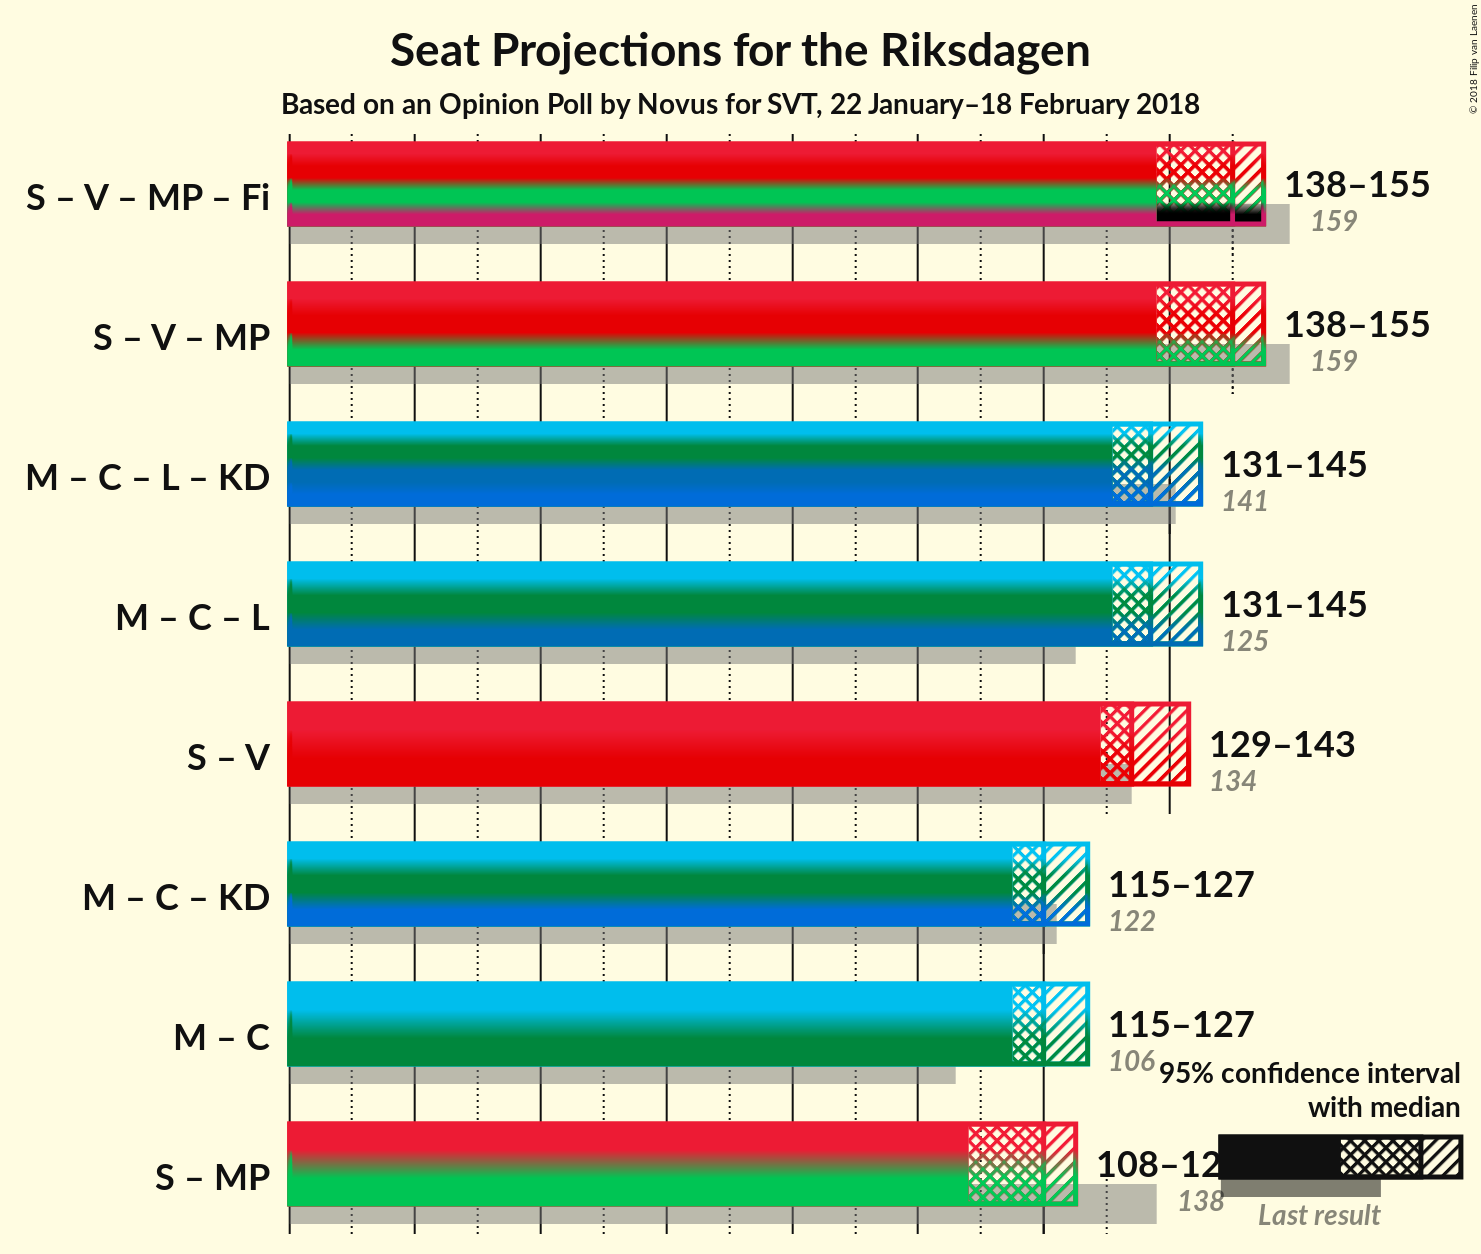 Seat Projections for the Riksdagen
Based on an Opinion Poll by Novus for SVT, 22 January–18 February 2018
© 2018 Filip van Laenen
S – V – MP – Fi
138–155
159
S – V – MP
138–155
159
M – C – L – KD
131–145
141
M – C – L
131–145
125
S – V
129–143
134
M – C – KD
115–127
122
M – C
115–127
106
S – MP
108–12
138
95% confidence interval
with median
Last result